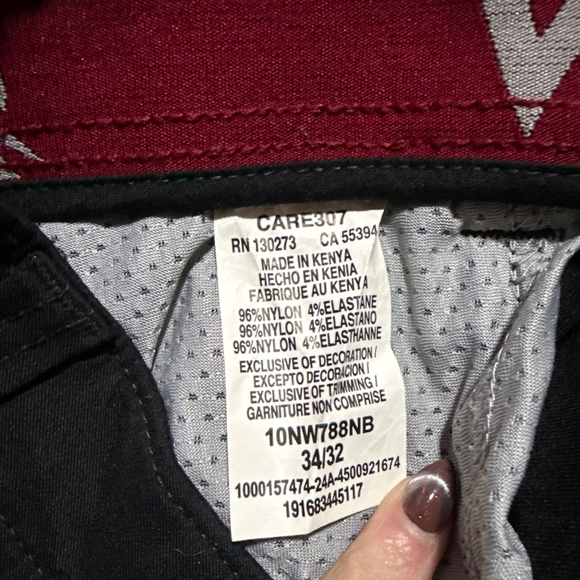 CARE307
RN 130273 CA 55394
MADE IN KENYA
HECHO EN KENIA
FABRIQUE AU KENYA
96%NYLON 4%ELASTANE
96%NYLON 4%ELASTANO
96%NYLON 4%ELASTHANNE
EXCLUSIVE OF DECORATION/
EXCEPTO DECORACION/
EXCLUSIVE OF TRIMMING/
GARNITURE NON COMPRISE
10NW788NB
34/32
1000157474-24A-4500921674
191683445117